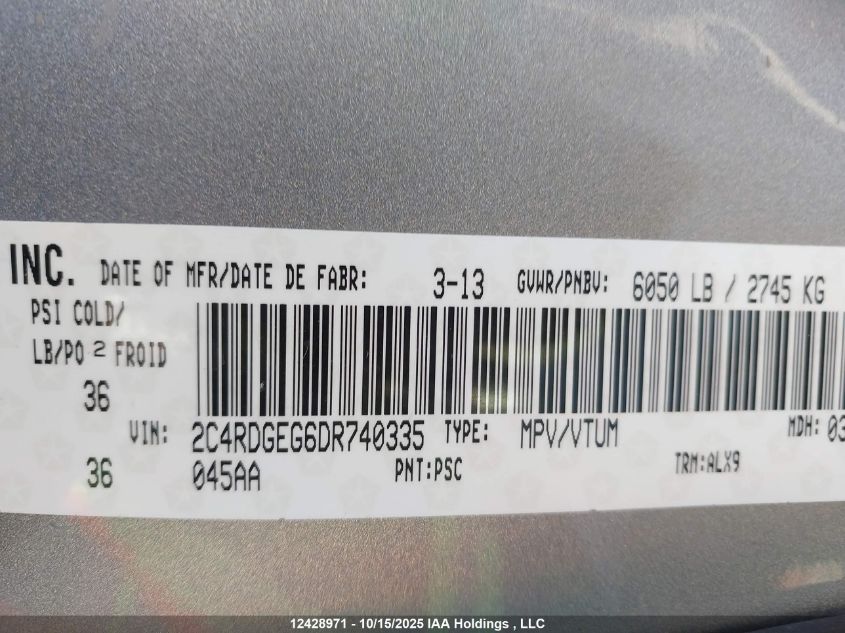 INC. DATE OF MFR/DATE DE FABR: 3-13 GVWR/PNBV: 6050 LB / 2745 KG
PSI COLD/
LB/PO 2 FROID
36
VIN: 2C4RDGEG6DR740335 TYPE: MPV/VTUM MDH: 03
36 045AA PNT:PSC TRM:ALX9
12428971 - 10/15/2025 IAA Holdings , LLC